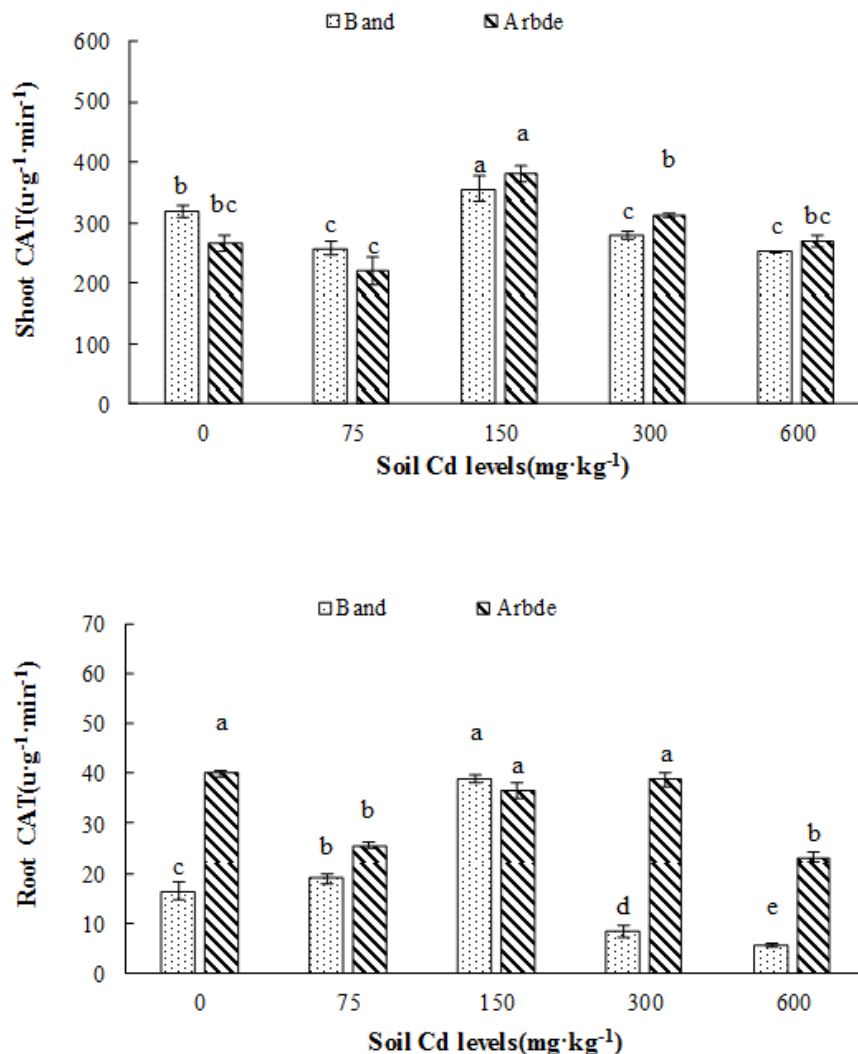 Band Arbde
Shoot CAT(u·g⁻¹·min⁻¹)
600
500
400
300
200
100
0
b bc c c a a c b c bc
0 75 150 300 600
Soil Cd levels(mg·kg⁻¹)
Band Arbde
Root CAT(u·g⁻¹·min⁻¹)
70
60
50
40
30
20
10
0
c a b b a a d a e b
0 75 150 300 600
Soil Cd levels(mg·kg⁻¹)